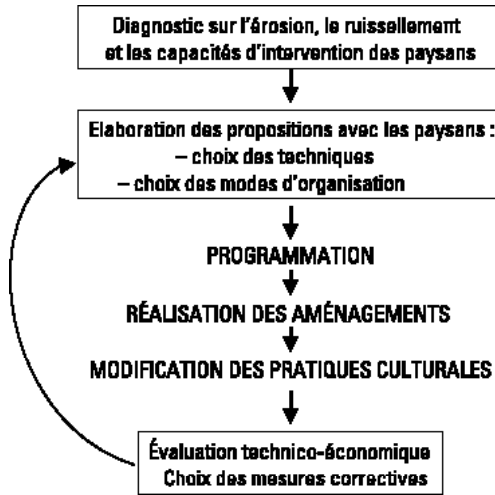 Diagnostic sur l'érosion, le ruissellement
et les capacités d'intervention des paysans
Elaboration des propositions avec les paysans :
– choix des techniques
– choix des modes d'organisation
PROGRAMMATION
RÉALISATION DES AMÉNAGEMENTS
MODIFICATION DES PRATIQUES CULTURALES
Évaluation technico-économique
Choix des mesures correctives